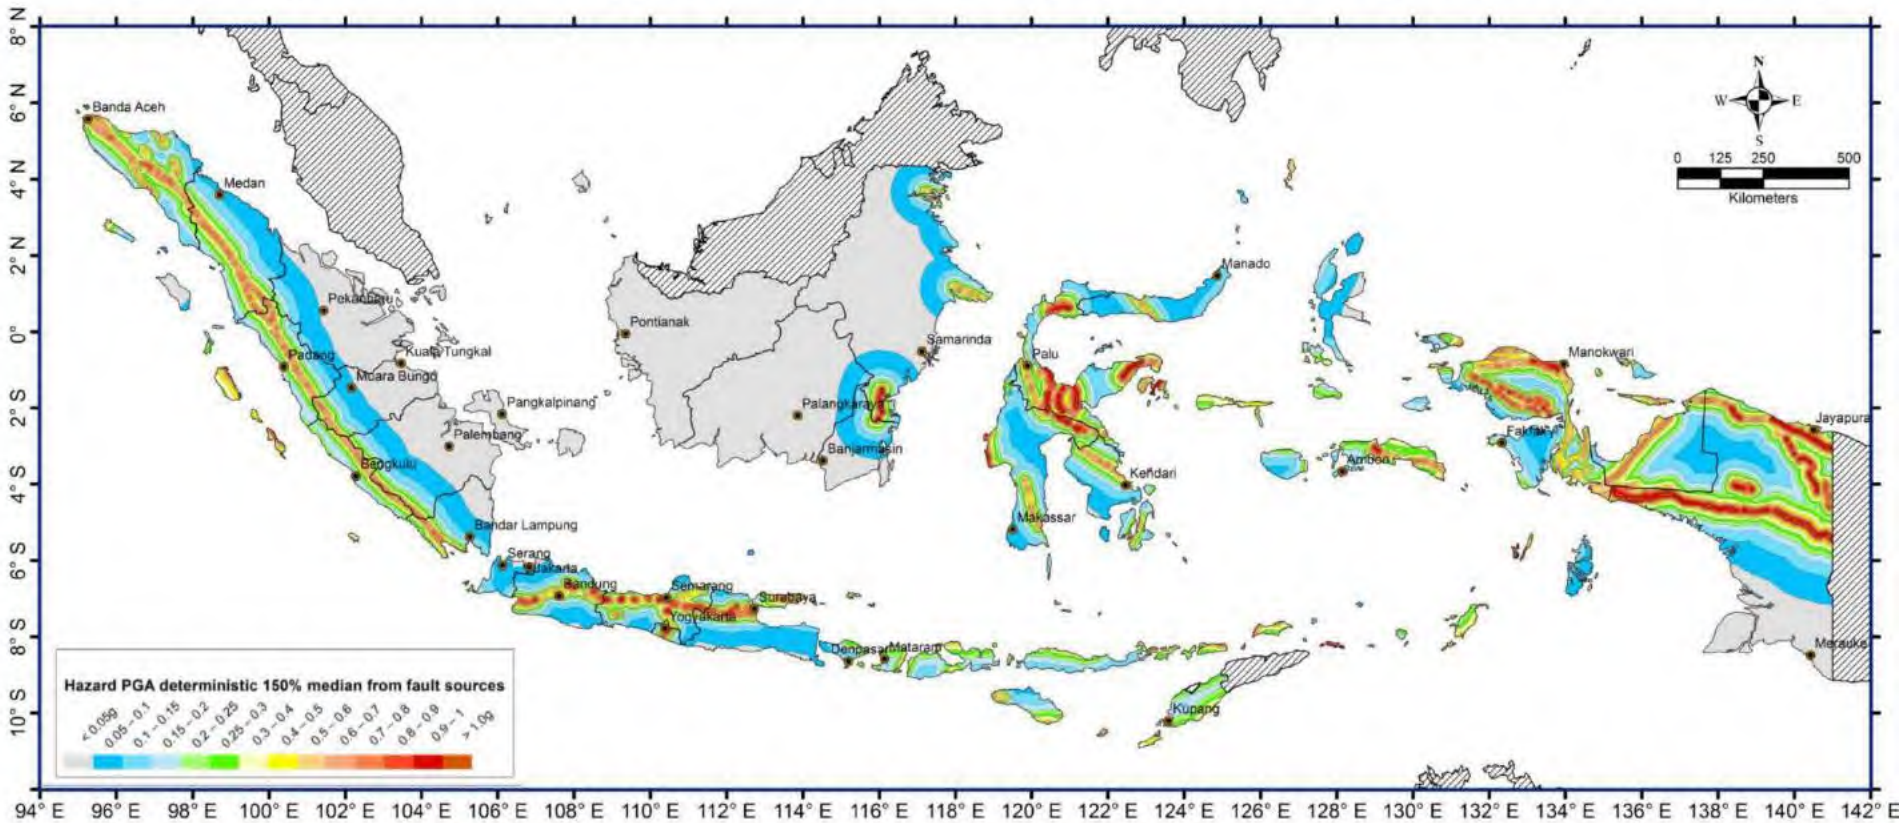 8° N
6° N
4° N
2° N
0°
2° S
4° S
6° S
8° S
10° S
N
W E
S
0 125 250 500
Kilometers
Banda Aceh
Medan
Pekanbaru
Padang
Kuala Tungkal
Muara Bungo
Pangkalpinang
Palembang
Bengkulu
Bandar Lampung
Serang
Jakarta
Bandung
Semarang
Surabaya
Yogyakarta
Denpasar
Mataram
Kupang
Pontianak
Samarinda
Palangkaraya
Banjarmasin
Palu
Manado
Kendari
Makassar
Ambon
Fakfak
Manokwari
Jayapura
Merauke
Hazard PGA deterministic 150% median from fault sources
< 0.05g
0.05 – 0.1
0.1 – 0.15
0.15 – 0.2
0.2 – 0.25
0.25 – 0.3
0.3 – 0.4
0.4 – 0.5
0.5 – 0.6
0.6 – 0.7
0.7 – 0.8
0.8 – 0.9
0.9 – 1
> 1.0g
94° E 96° E 98° E 100° E 102° E 104° E 106° E 108° E 110° E 112° E 114° E 116° E 118° E 120° E 122° E 124° E 126° E 128° E 130° E 132° E 134° E 136° E 138° E 140° E 142° E